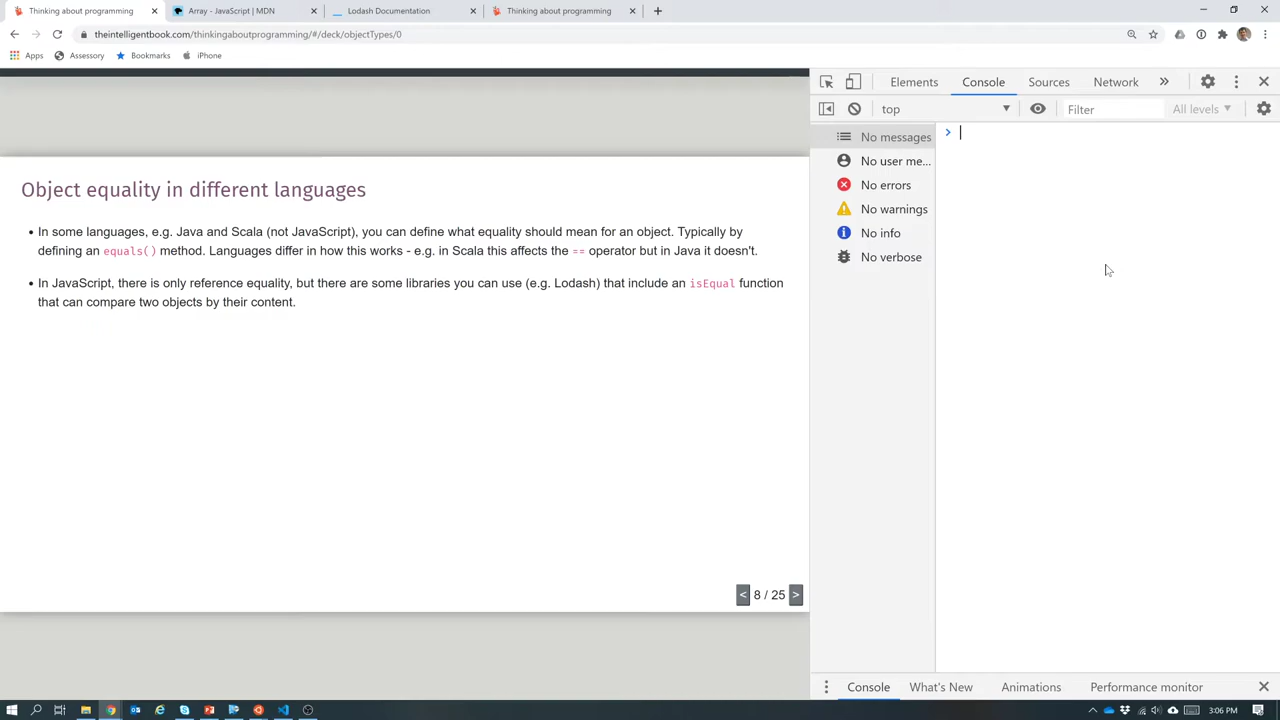 Thinking about programming
Array - JavaScript | MDN
Lodash Documentation
Thinking about programming
theintelligentbook.com/thinkingaboutprogramming/#/deck/objectTypes/0
Apps
Assessory
Bookmarks
iPhone
Elements
Console
Sources
Network
top
Filter
All levels
No messages
No user me...
No errors
No warnings
No info
No verbose
Object equality in different languages
In some languages, e.g. Java and Scala (not JavaScript), you can define what equality should mean for an object. Typically by
defining an equals() method. Languages differ in how this works - e.g. in Scala this affects the == operator but in Java it doesn't.
In JavaScript, there is only reference equality, but there are some libraries you can use (e.g. Lodash) that include an isEqual function
that can compare two objects by their content.
< 8 / 25 >
Console
What's New
Animations
Performance monitor
3:06 PM